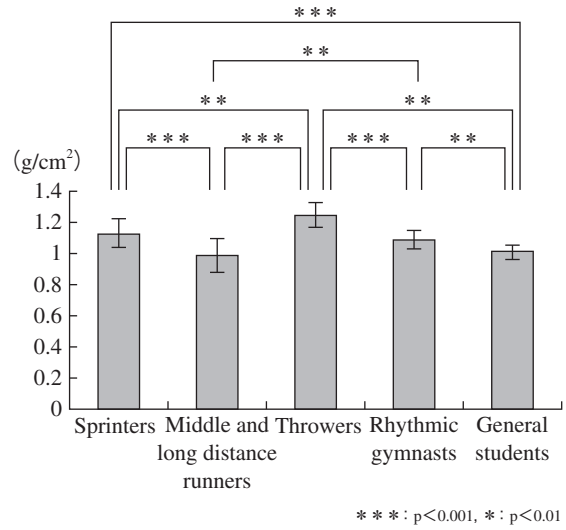 ***
**
** **
*** *** *** **
(g/cm²)
1.4
1.2
1
0.8
0.6
0.4
0.2
0
Sprinters Middle and Throwers Rhythmic General
long distance gymnasts students
runners
***: p<0.001, *: p<0.01